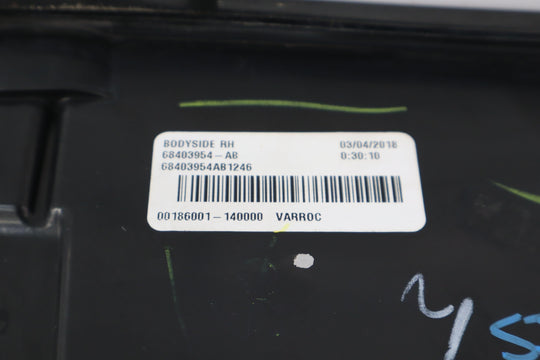 BODYSIDE RH 03/04/2018
68403954-AB 0:30:10
68403954AB1246
00186001-140000 VARROC